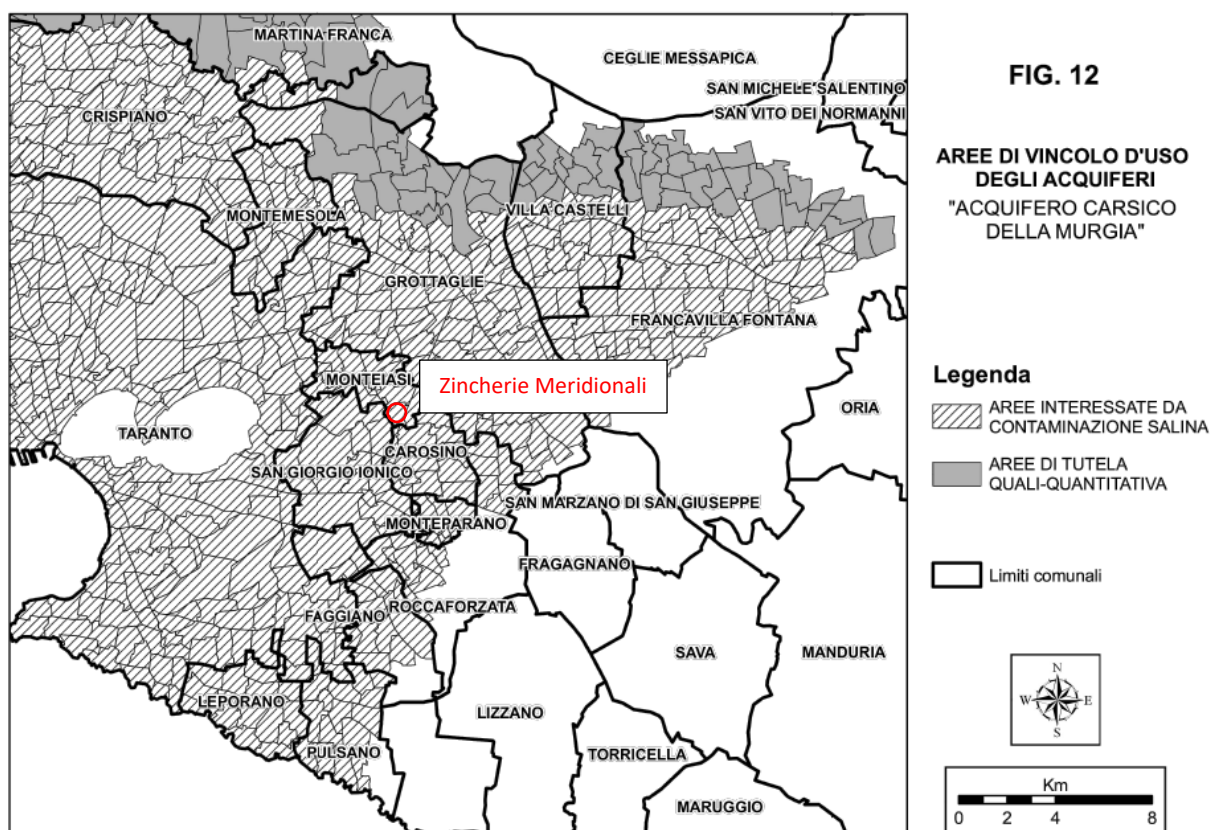 MARTINA FRANCA
CEGLIE MESSAPICA
SAN MICHELE SALENTINO
SAN VITO DEI NORMANNI
CRISPIANO
MONTEMESOLA
VILLA CASTELLI
GROTTAGLIE
FRANCAVILLA FONTANA
MONTEIASI
Zincherie Meridionali
ORIA
TARANTO
CAROSINO
SAN GIORGIO IONICO
SAN MARZANO DI SAN GIUSEPPE
MONTEPARANO
FRAGAGNANO
ROCCAFORZATA
FAGGIANO
SAVA
MANDURIA
LEPORANO
LIZZANO
PULSANO
TORRICELLA
MARUGGIO
FIG. 12
AREE DI VINCOLO D'USO
DEGLI ACQUIFERI
"ACQUIFERO CARSICO
DELLA MURGIA"
Legenda
AREE INTERESSATE DA
CONTAMINAZIONE SALINA
AREE DI TUTELA
QUALI-QUANTITATIVA
Limiti comunali
N
W E
S
Km
0 2 4 8